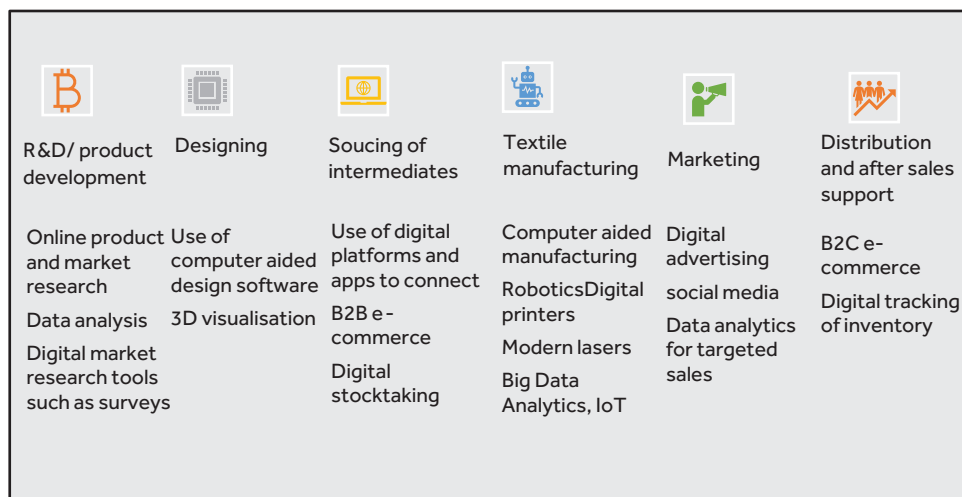 R&D/ product
development
Online product
and market
research
Data analysis
Digital market
research tools
such as surveys
Designing
Use of
computer aided
design software
3D visualisation
Soucing of
intermediates
Use of digital
platforms and
apps to connect
B2B e-
commerce
Digital
stocktaking
Textile
manufacturing
Computer aided
manufacturing
RoboticsDigital
printers
Modern lasers
Big Data
Analytics, IoT
Marketing
Digital
advertising
social media
Data analytics
for targeted
sales
Distribution
and after sales
support
B2C e-
commerce
Digital tracking
of inventory